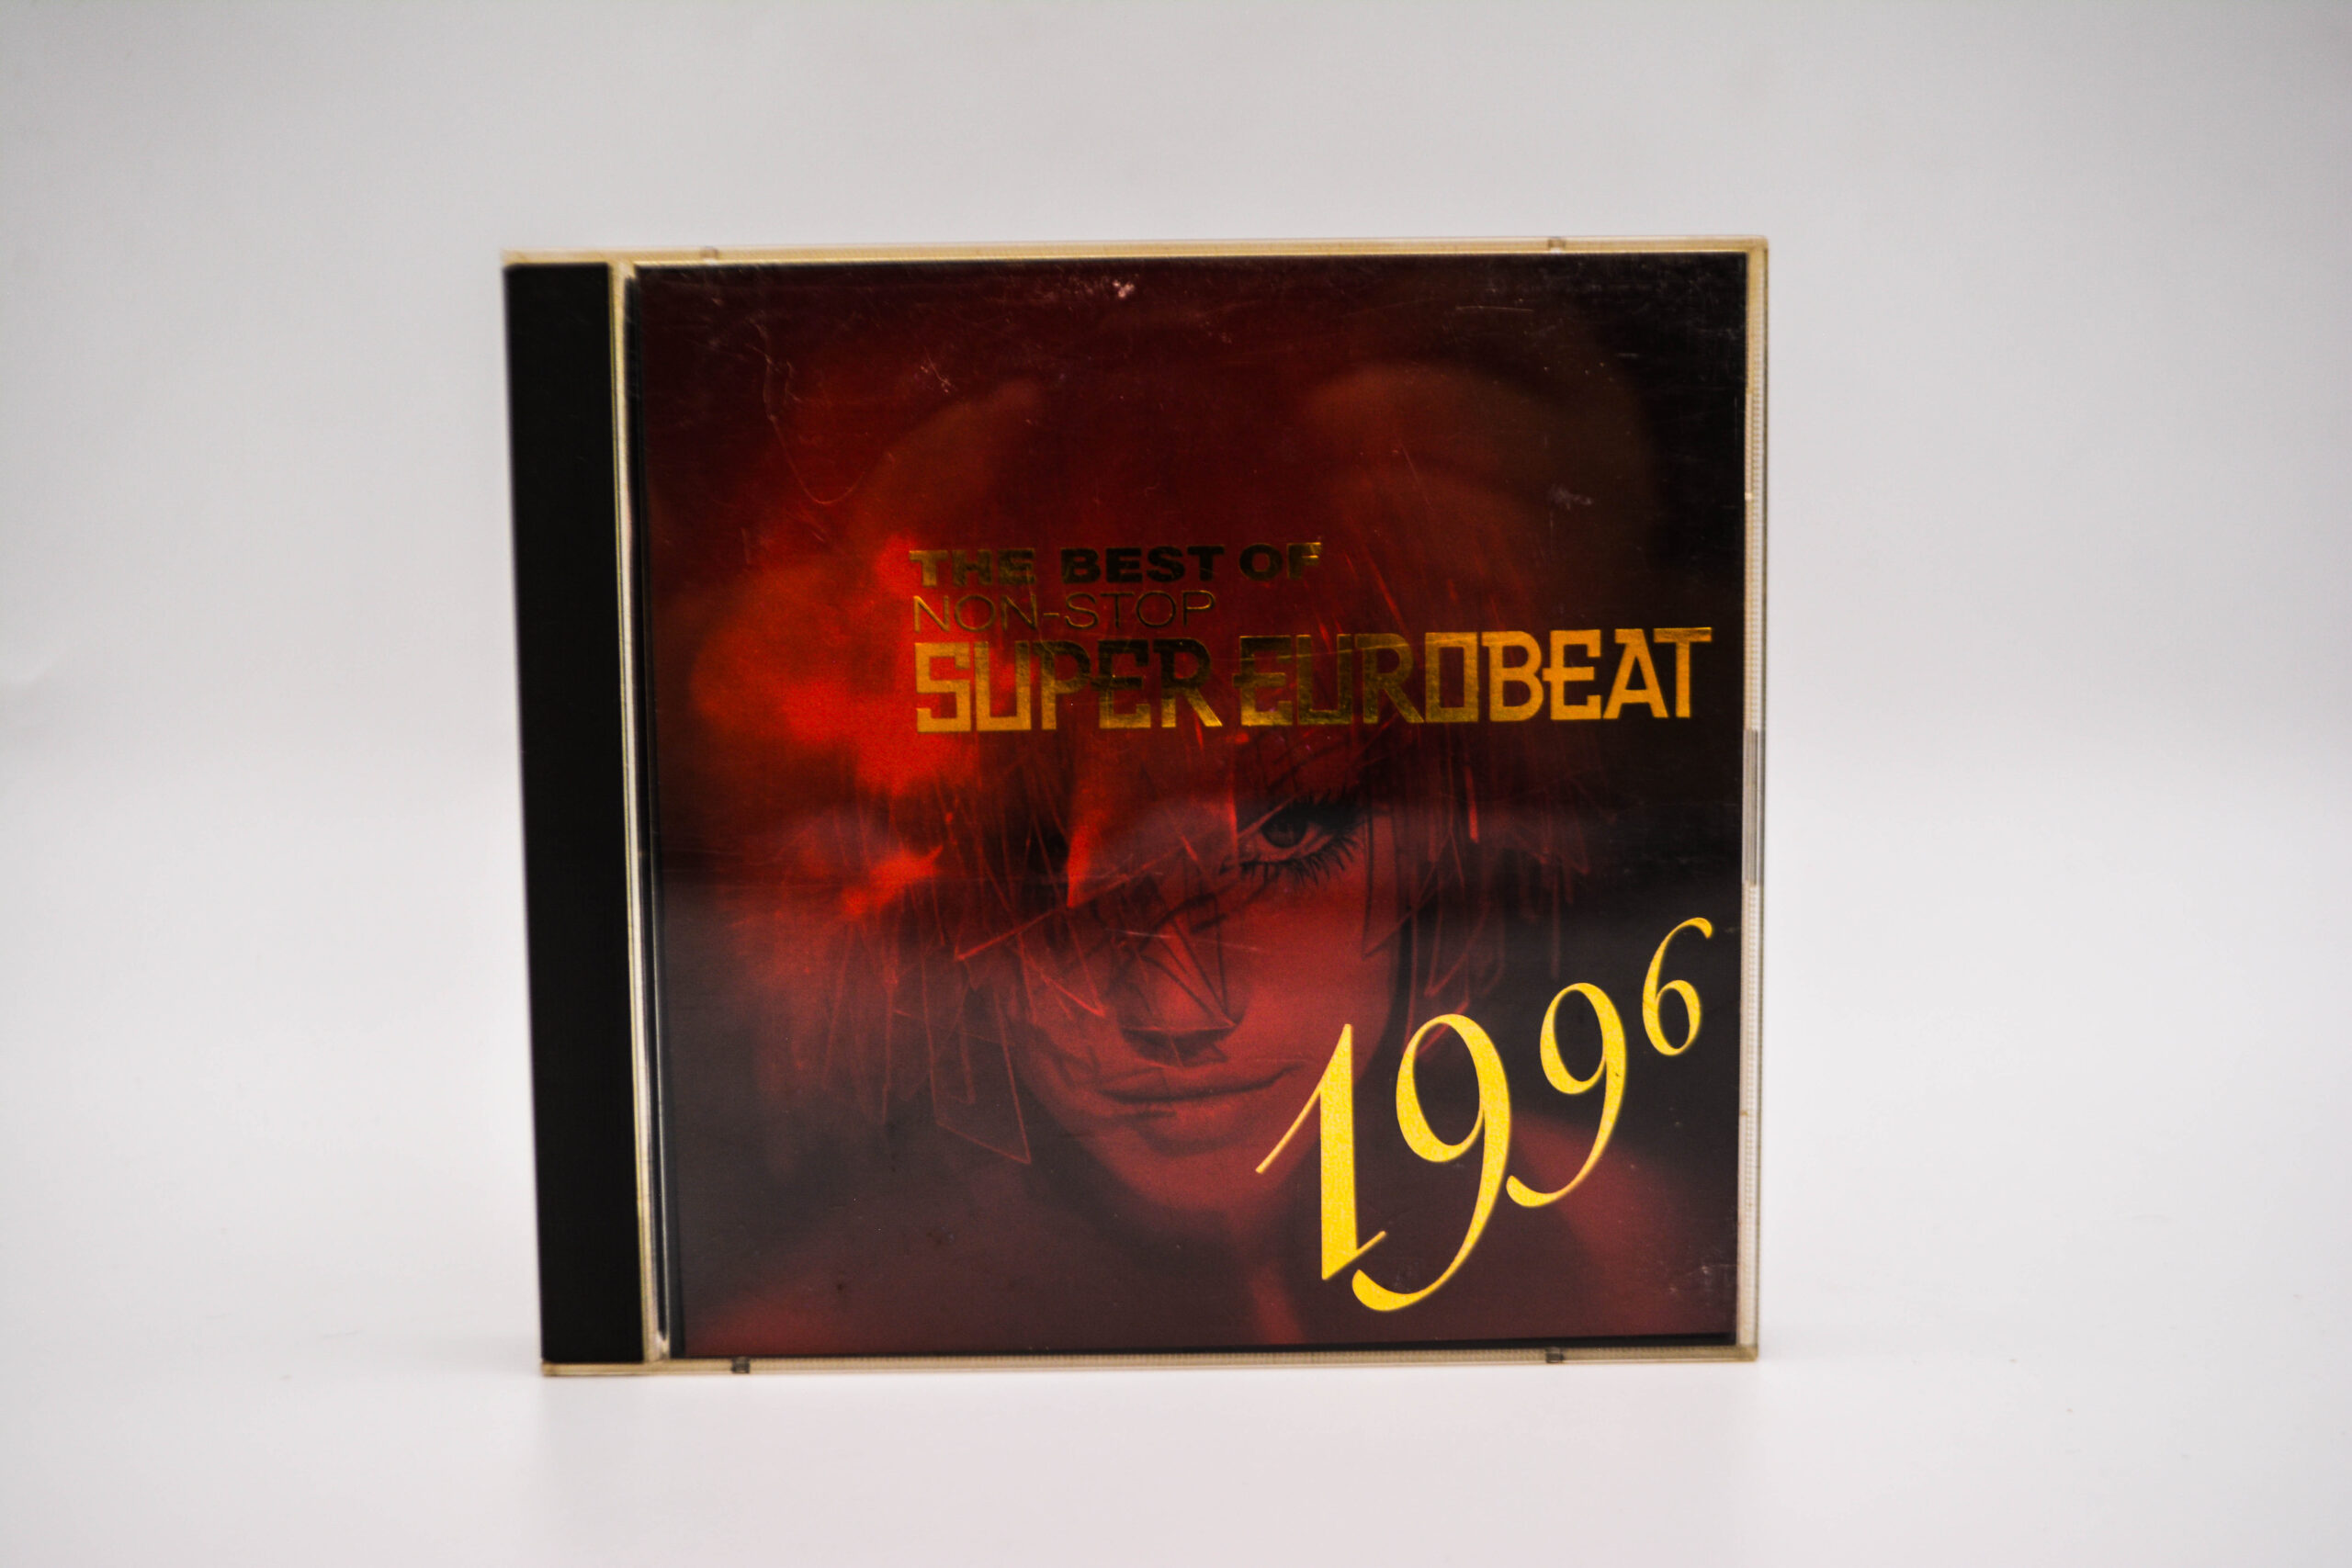 THE BEST OF
NON-STOP
SUPER EUROBEAT
1996